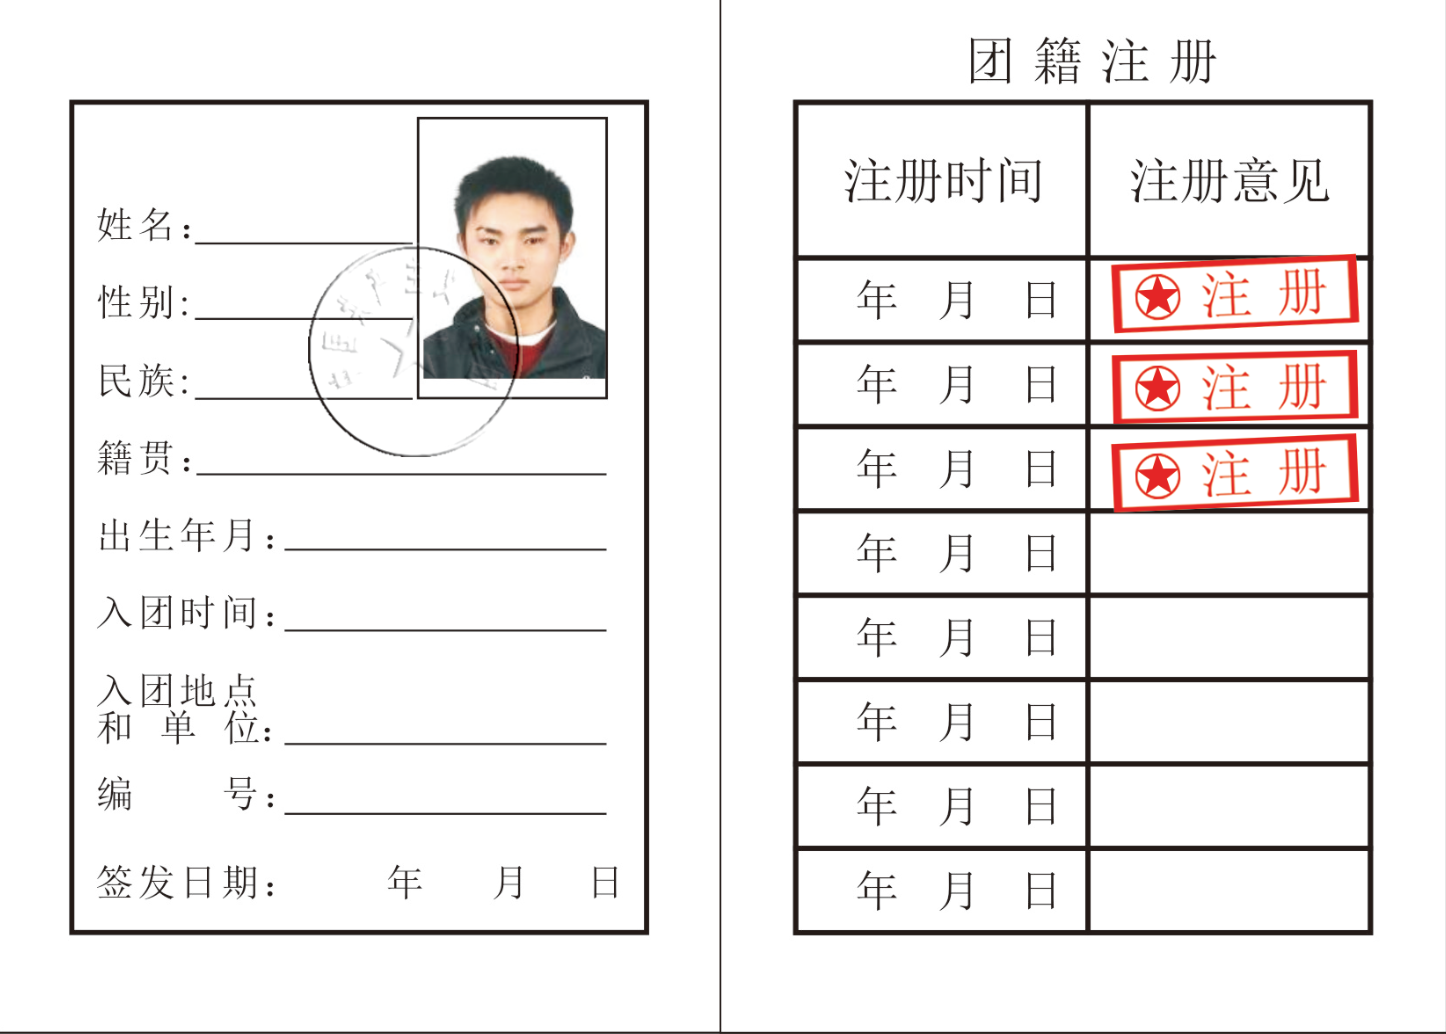 姓名：
性别:
民族:
籍贯：
出生年月：
入团时间：
入团地点
和 单 位：
编 号：
签发日期： 年 月 日
团籍注册
注册时间 注册意见
年 月 日 注册
年 月 日 注册
年 月 日 注册
年 月 日
年 月 日
年 月 日
年 月 日
年 月 日